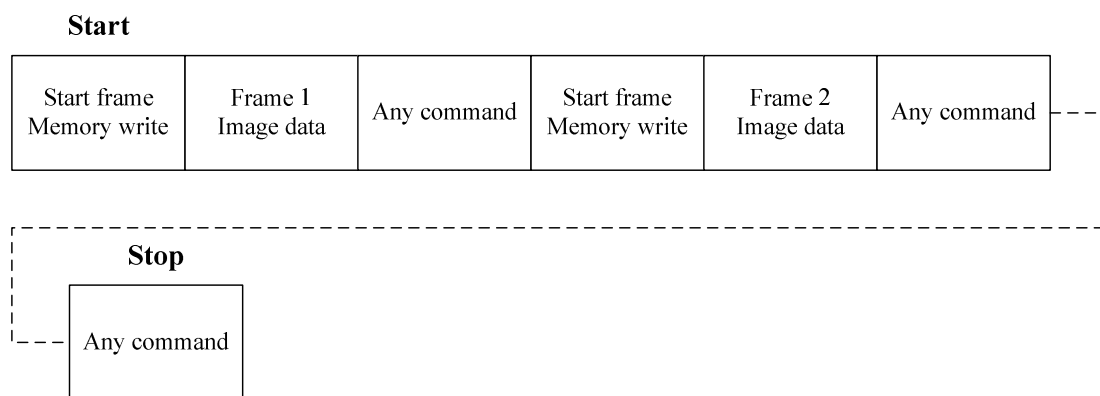 Start
Start frame
Memory write
Frame 1
Image data
Any command
Start frame
Memory write
Frame 2
Image data
Any command
Stop
Any command